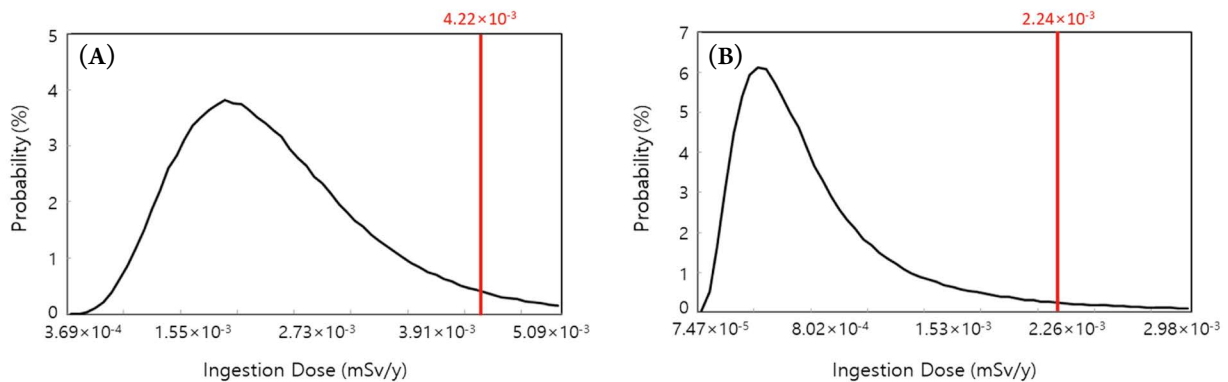 4.22×10⁻³
(A)
5
4
3
2
1
0
Probability (%)
3.69×10⁻⁴ 1.55×10⁻³ 2.73×10⁻³ 3.91×10⁻³ 5.09×10⁻³
Ingestion Dose (mSv/y)
2.24×10⁻³
(B)
7
6
5
4
3
2
1
0
Probability (%)
7.47×10⁻⁵ 8.02×10⁻⁴ 1.53×10⁻³ 2.26×10⁻³ 2.98×10⁻³
Ingestion Dose (mSv/y)